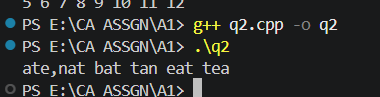 5 6 7 8 9 10 11 12
PS E:\CA ASSGN\A1> g++ q2.cpp -o q2
PS E:\CA ASSGN\A1> .\q2
ate,nat bat tan eat tea
PS E:\CA ASSGN\A1>